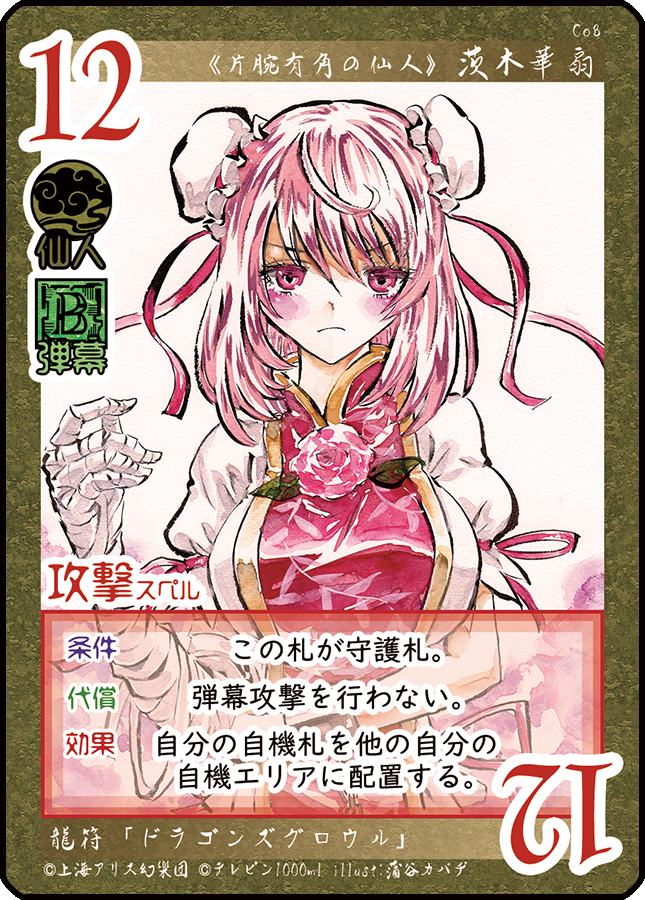 C08
12
《片腕有角の仙人》 茨木華扇
仙人
B
弾幕
攻撃スペル
条件 この札が守護札。
代償 弾幕攻撃を行わない。
効果 自分の自機札を他の自分の
自機エリアに配置する。
12
龍符「ドラゴンズグロウル」
©上海アリス幻樂団 ©テレピン1000ml illust:蒲谷カバヂ